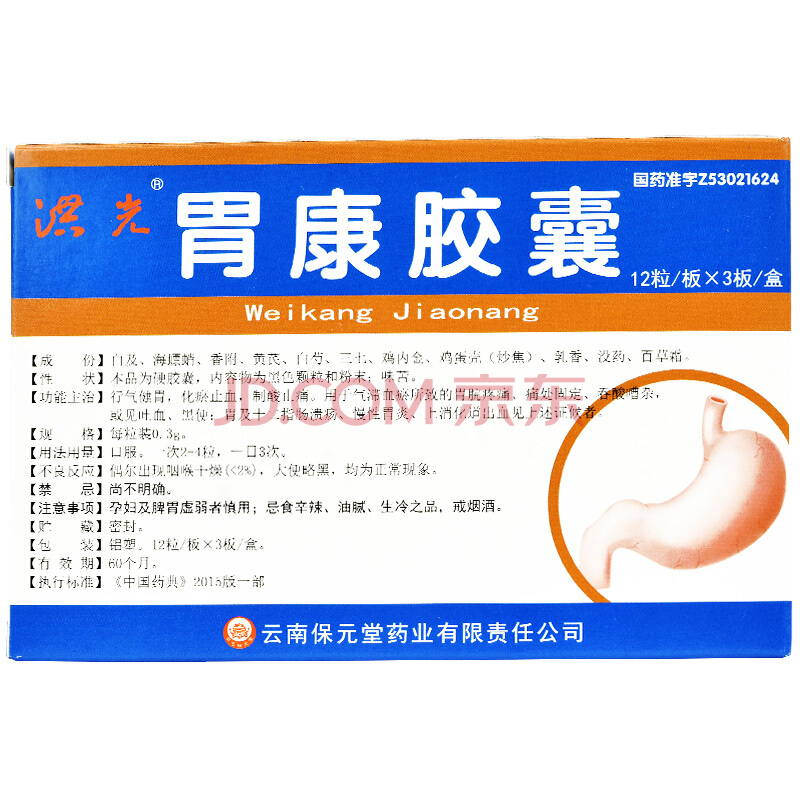 洪光®
胃康胶囊
国药准字Z53021624
12粒/板×3板/盒
Weikang Jiaonang
【成 份】白及、海螵蛸、香附、黄芪、白芍、三七、鸡内金、鸡蛋壳(炒焦)、乳香、没药、百草霜。
【性 状】本品为硬胶囊,内容物为黑色颗粒和粉末;味苦。
【功能主治】行气健胃,化瘀止血,制酸止痛。用于气滞血瘀所致的胃脘疼痛、痛处固定、吞酸嘈杂,
或见吐血、黑便;胃及十二指肠溃疡、慢性胃炎、上消化道出血见上述证候者。
【规 格】每粒装0.3g。
【用法用量】口服。一次2-4粒,一日3次。
【不良反应】偶尔出现咽喉干燥(<2%),大便略黑,均为正常现象。
【禁 忌】尚不明确。
【注意事项】孕妇及脾胃虚弱者慎用;忌食辛辣、油腻、生冷之品,戒烟酒。
【贮 藏】密封。
【包 装】铝塑。12粒/板×3板/盒。
【有 效 期】60个月。
【执行标准】《中国药典》2015版一部
JD.COM 京东
云南保元堂药业有限责任公司